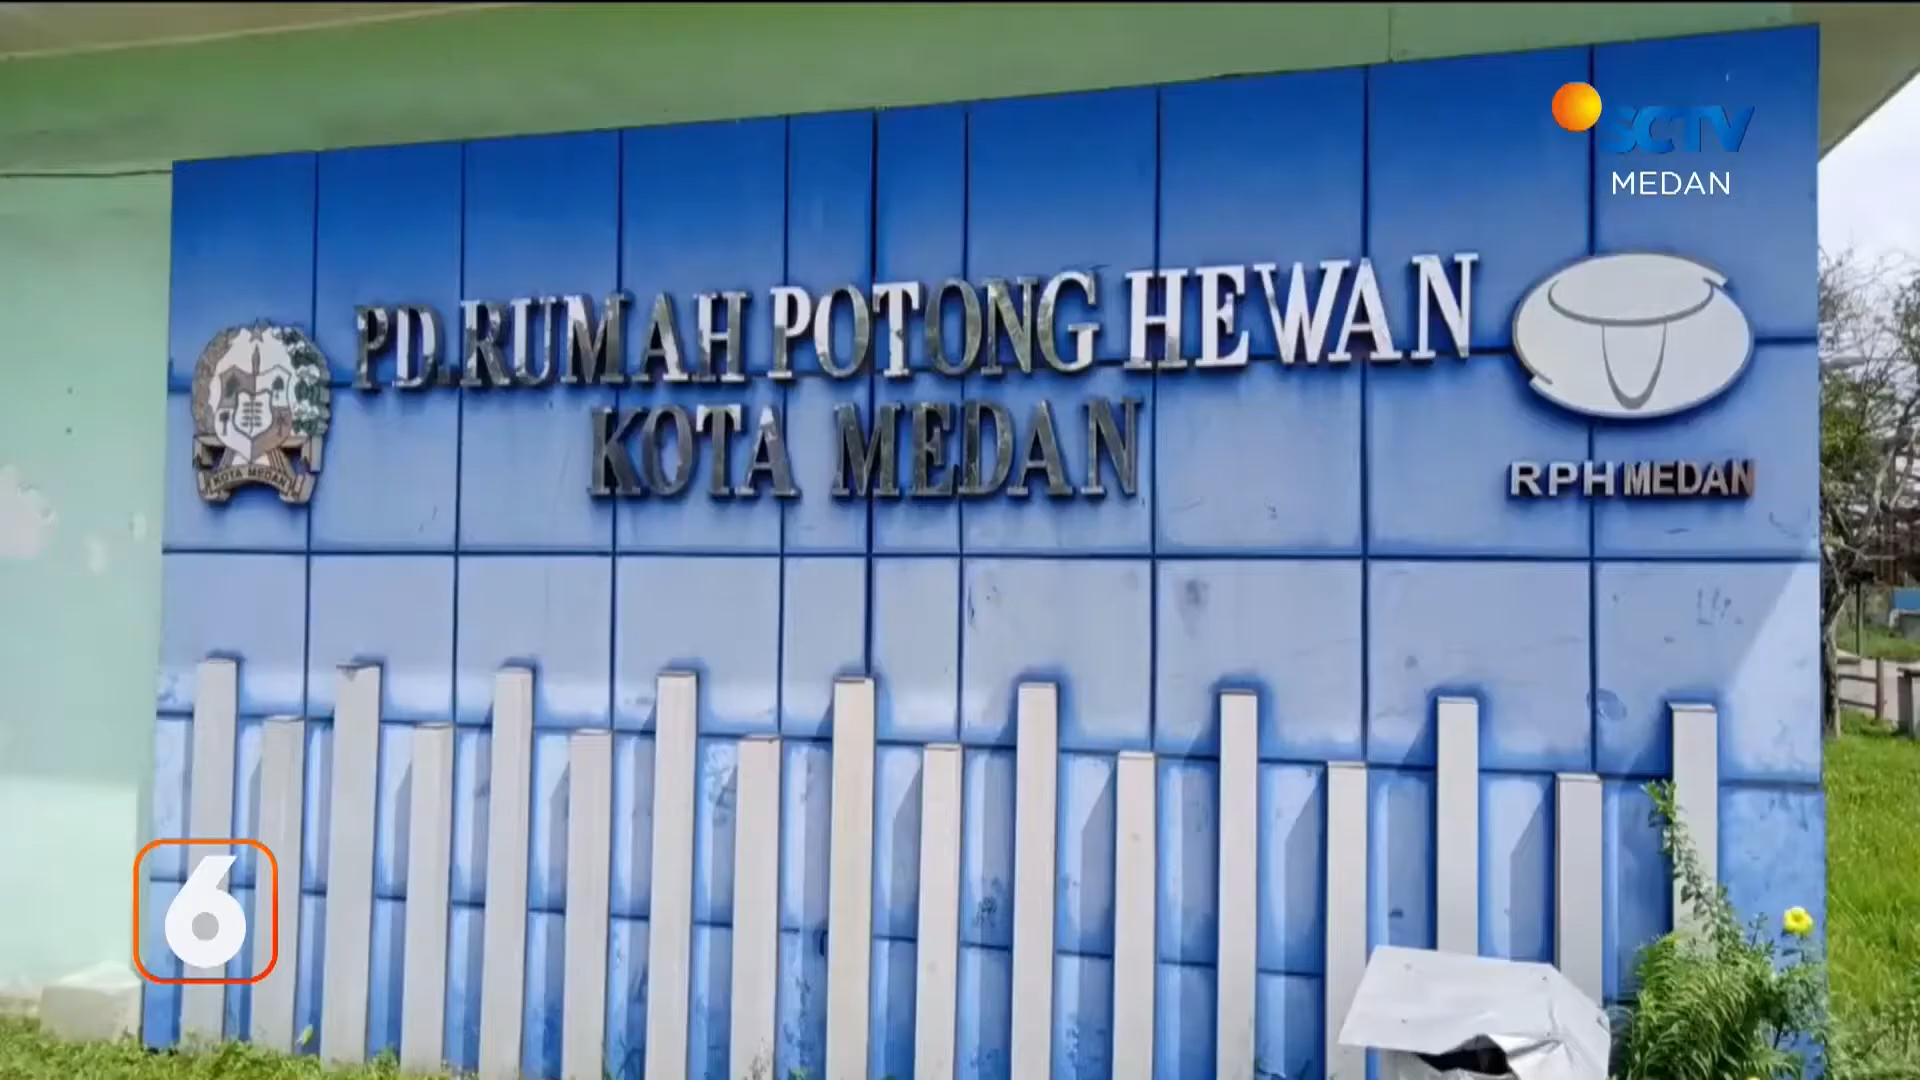 SCTV
MEDAN
PD. RUMAH POTONG HEWAN
KOTA MEDAN
KOTA MEDAN
RPH MEDAN
6